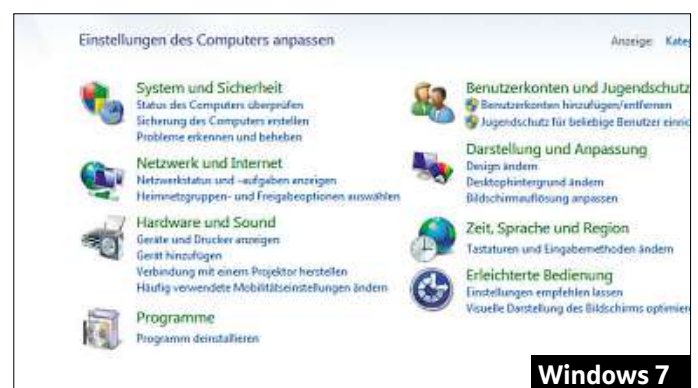 Einstellungen des Computers anpassen
Anzeige: Kateg
System und Sicherheit
Status des Computers überprüfen
Sicherung des Computers erstellen
Probleme erkennen und beheben
Netzwerk und Internet
Netzwerkstatus und -aufgaben anzeigen
Heimnetzgruppen- und Freigabeoptionen auswählen
Hardware und Sound
Geräte und Drucker anzeigen
Gerät hinzufügen
Verbindung mit einem Projektor herstellen
Häufig verwendete Mobilitätseinstellungen ändern
Programme
Programm deinstallieren
Benutzerkonten und Jugendschutz
Benutzerkonten hinzufügen/entfernen
Jugendschutz für beliebige Benutzer einric
Darstellung und Anpassung
Design ändern
Desktophintergrund ändern
Bildschirmauflösung anpassen
Zeit, Sprache und Region
Tastaturen und Eingabemethoden ändern
Erleichterte Bedienung
Einstellungen empfehlen lassen
Visuelle Darstellung des Bildschirms optimier
Windows 7